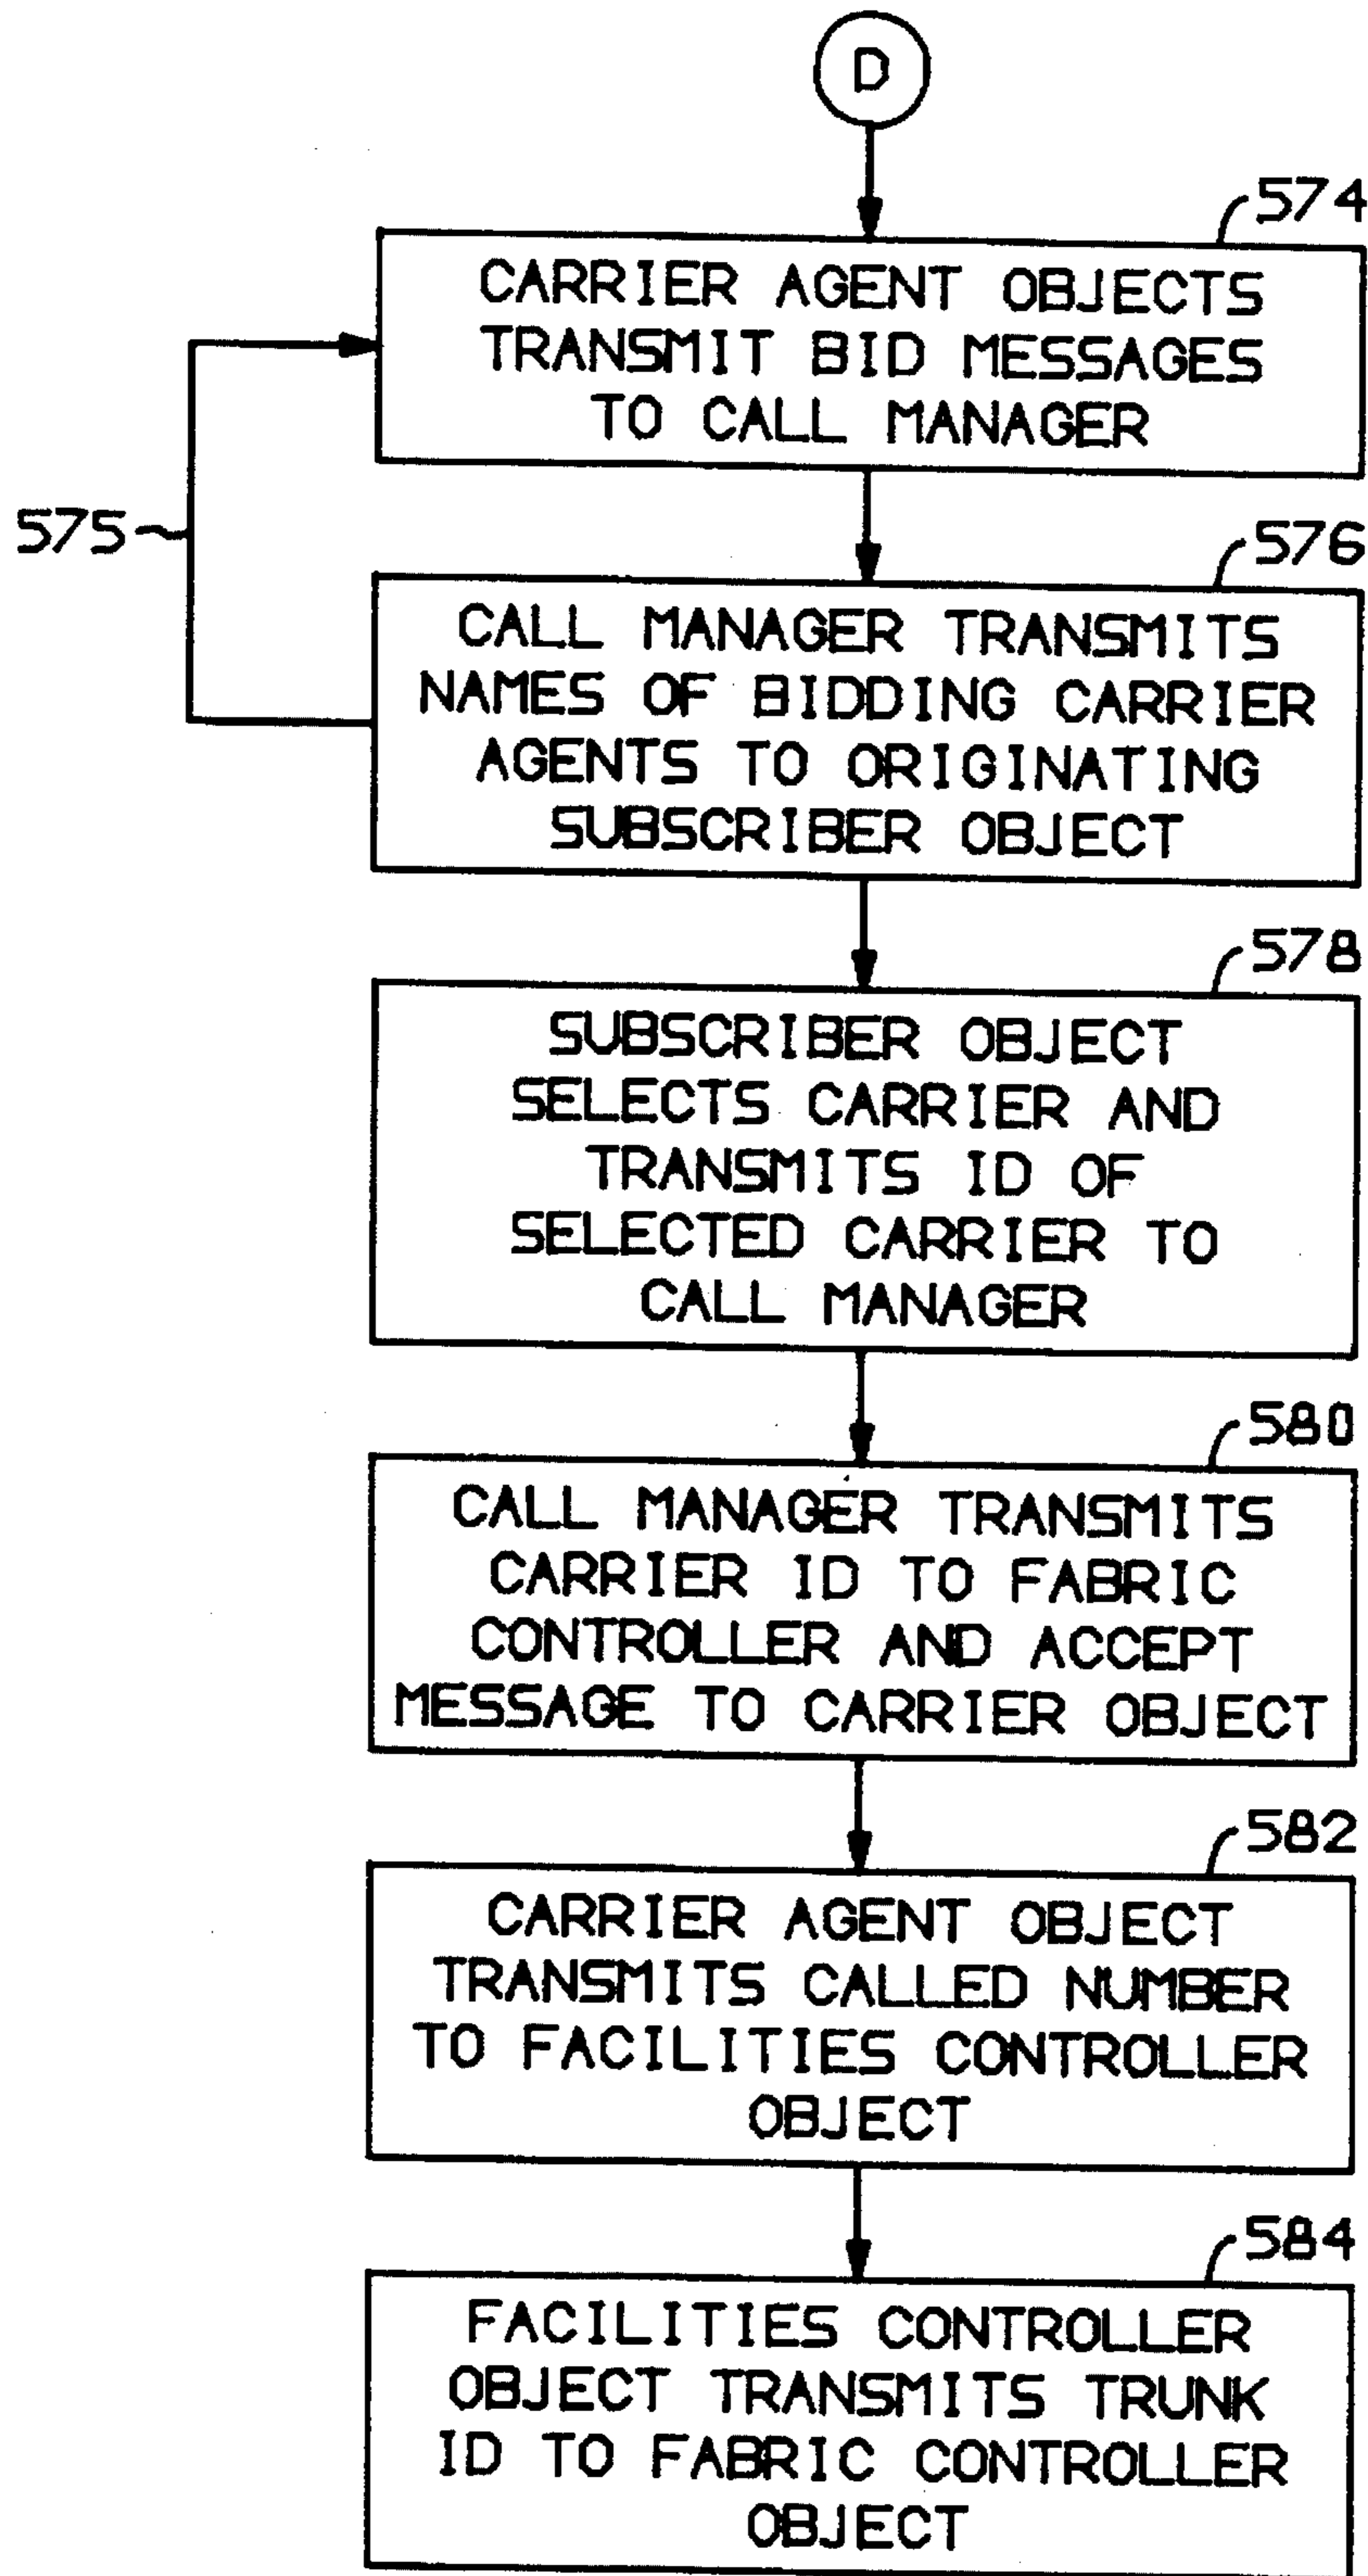 D
574
CARRIER AGENT OBJECTS
TRANSMIT BID MESSAGES
TO CALL MANAGER
575
576
CALL MANAGER TRANSMITS
NAMES OF BIDDING CARRIER
AGENTS TO ORIGINATING
SUBSCRIBER OBJECT
578
SUBSCRIBER OBJECT
SELECTS CARRIER AND
TRANSMITS ID OF
SELECTED CARRIER TO
CALL MANAGER
580
CALL MANAGER TRANSMITS
CARRIER ID TO FABRIC
CONTROLLER AND ACCEPT
MESSAGE TO CARRIER OBJECT
582
CARRIER AGENT OBJECT
TRANSMITS CALLED NUMBER
TO FACILITIES CONTROLLER
OBJECT
584
FACILITIES CONTROLLER
OBJECT TRANSMITS TRUNK
ID TO FABRIC CONTROLLER
OBJECT